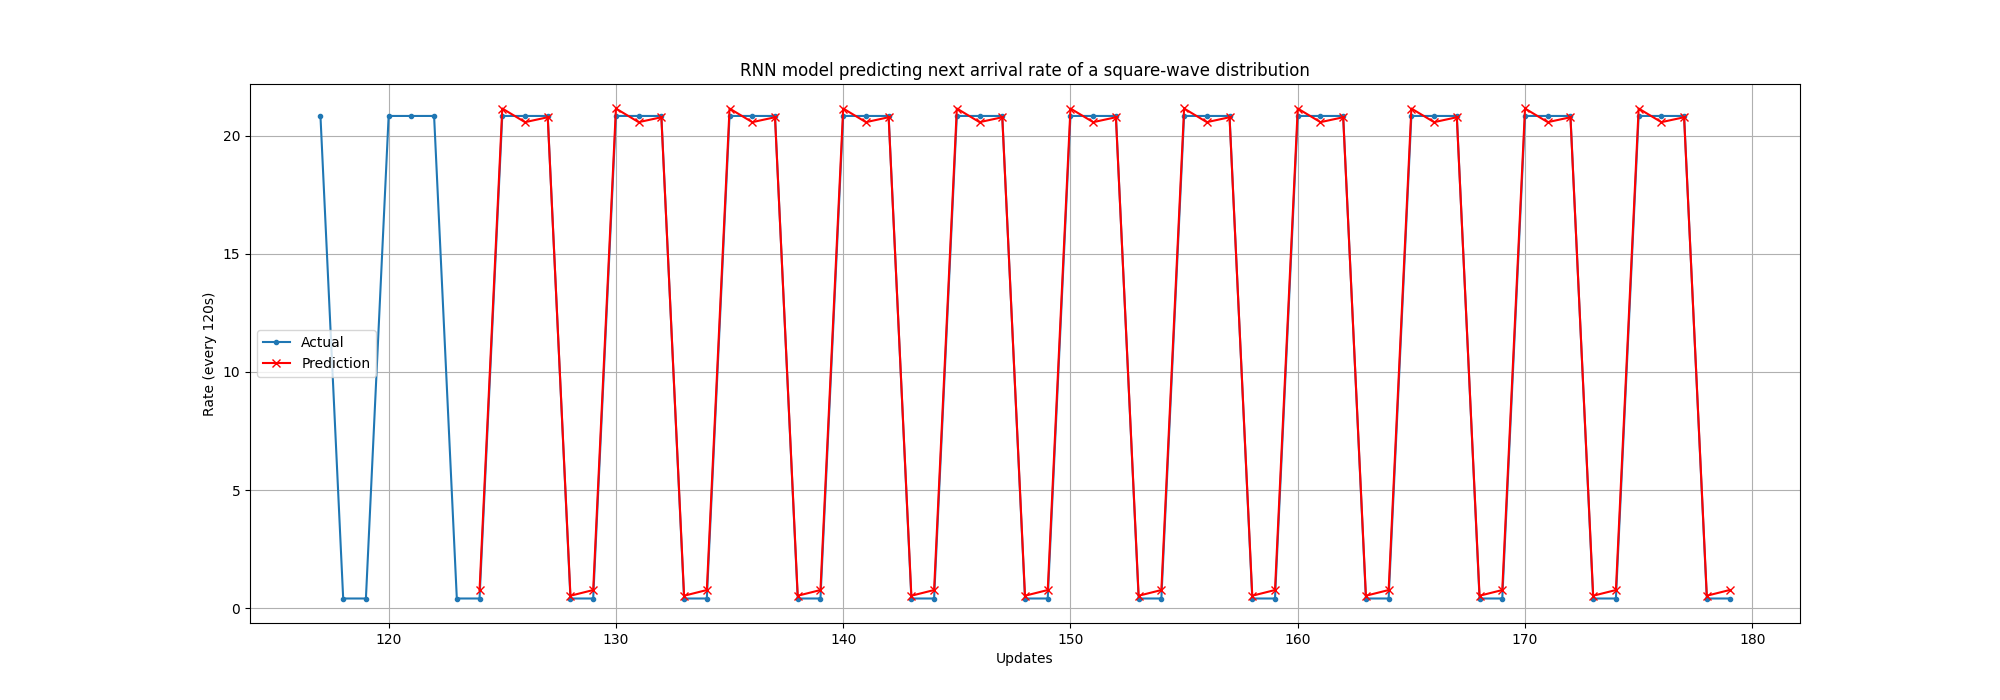 RNN model predicting next arrival rate of a square-wave distribution
20
15
10
5
0
Rate (every 120s)
Actual
Prediction
120
130
140
150
160
170
180
Updates